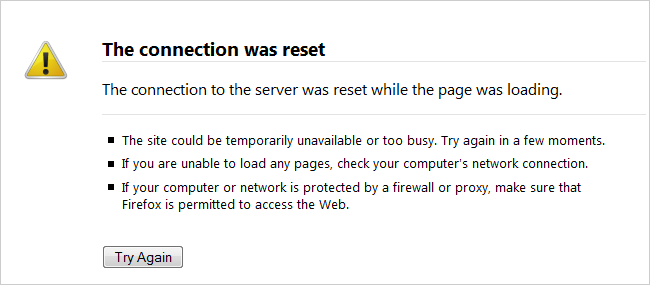 The connection was reset
The connection to the server was reset while the page was loading.
The site could be temporarily unavailable or too busy. Try again in a few moments.
If you are unable to load any pages, check your computer's network connection.
If your computer or network is protected by a firewall or proxy, make sure that
Firefox is permitted to access the Web.
Try Again